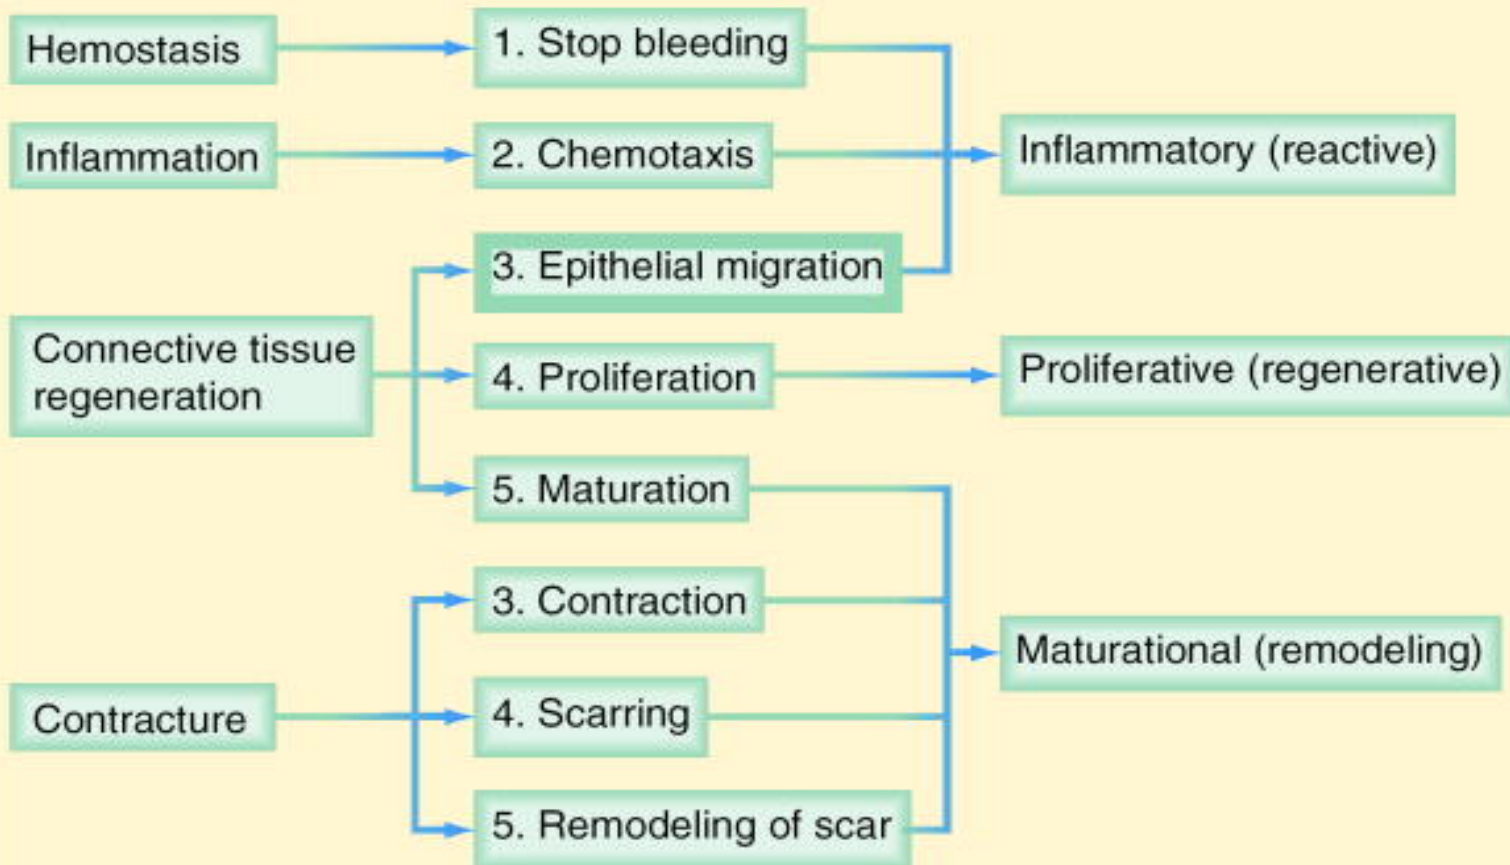 Hemostasis
1. Stop bleeding
Inflammation
2. Chemotaxis
Inflammatory (reactive)
3. Epithelial migration
Connective tissue
regeneration
4. Proliferation
Proliferative (regenerative)
5. Maturation
3. Contraction
Contracture
4. Scarring
Maturational (remodeling)
5. Remodeling of scar